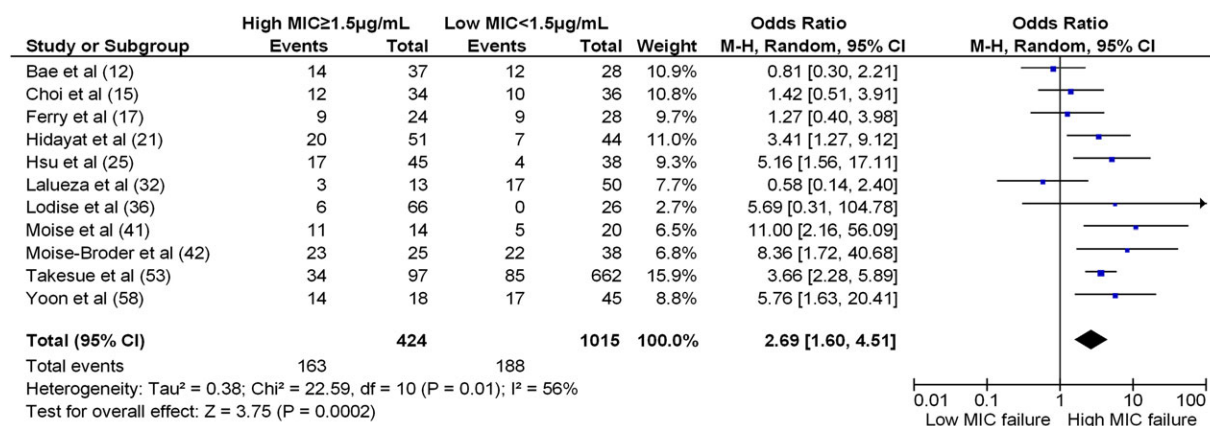 High MIC≥1.5µg/mL Low MIC<1.5µg/mL Odds Ratio Odds Ratio
Study or Subgroup Events Total Events Total Weight M-H, Random, 95% CI M-H, Random, 95% CI
Bae et al (12) 14 37 12 28 10.9% 0.81 [0.30, 2.21]
Choi et al (15) 12 34 10 36 10.8% 1.42 [0.51, 3.91]
Ferry et al (17) 9 24 9 28 9.7% 1.27 [0.40, 3.98]
Hidayat et al (21) 20 51 7 44 11.0% 3.41 [1.27, 9.12]
Hsu et al (25) 17 45 4 38 9.3% 5.16 [1.56, 17.11]
Lalueza et al (32) 3 13 17 50 7.7% 0.58 [0.14, 2.40]
Lodise et al (36) 6 66 0 26 2.7% 5.69 [0.31, 104.78]
Moise et al (41) 11 14 5 20 6.5% 11.00 [2.16, 56.09]
Moise-Broder et al (42) 23 25 22 38 6.8% 8.36 [1.72, 40.68]
Takesue et al (53) 34 97 85 662 15.9% 3.66 [2.28, 5.89]
Yoon et al (58) 14 18 17 45 8.8% 5.76 [1.63, 20.41]
Total (95% CI) 424 1015 100.0% 2.69 [1.60, 4.51]
Total events 163 188
Heterogeneity: Tau² = 0.38; Chi² = 22.59, df = 10 (P = 0.01); I² = 56%
Test for overall effect: Z = 3.75 (P = 0.0002)
0.01 0.1 1 10 100
Low MIC failure High MIC failure